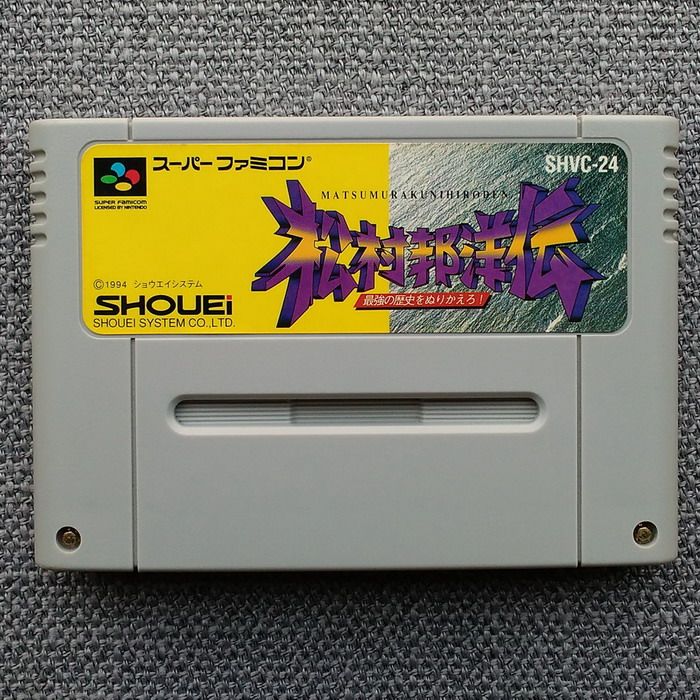 スーパーファミコン®
SHVC-24
SUPER FAMICOM
LICENSED BY NINTENDO
MATSUMURAKUNIHIRODEN
松村邦洋伝
最強の歴史をぬりかえろ!
©1994 ショウエイシステム
SHOUEi
SHOUEI SYSTEM CO.,LTD.